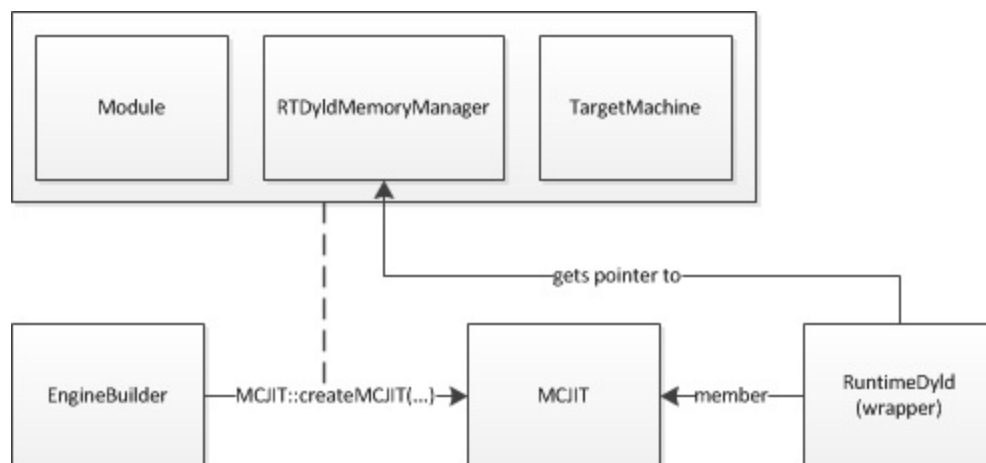 Module
RTDyldMemoryManager
TargetMachine
gets pointer to
EngineBuilder
MCJIT::createMCJIT(...)
MCJIT
member
RuntimeDyld
(wrapper)